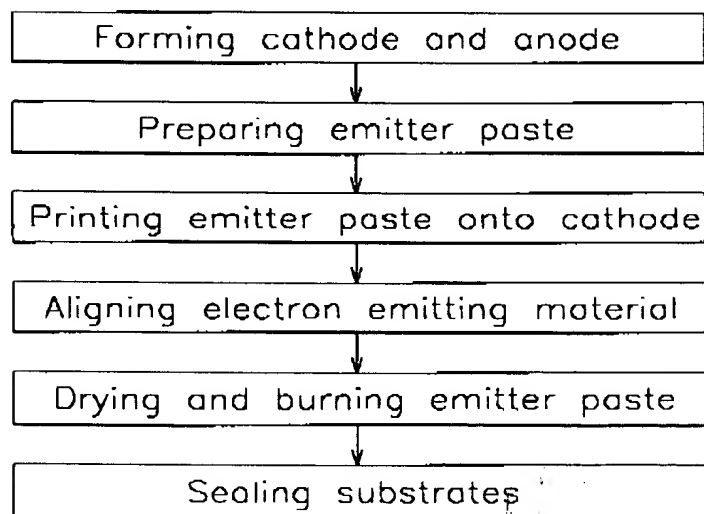 Forming cathode and anode
Preparing emitter paste
Printing emitter paste onto cathode
Aligning electron emitting material
Drying and burning emitter paste
Sealing substrates